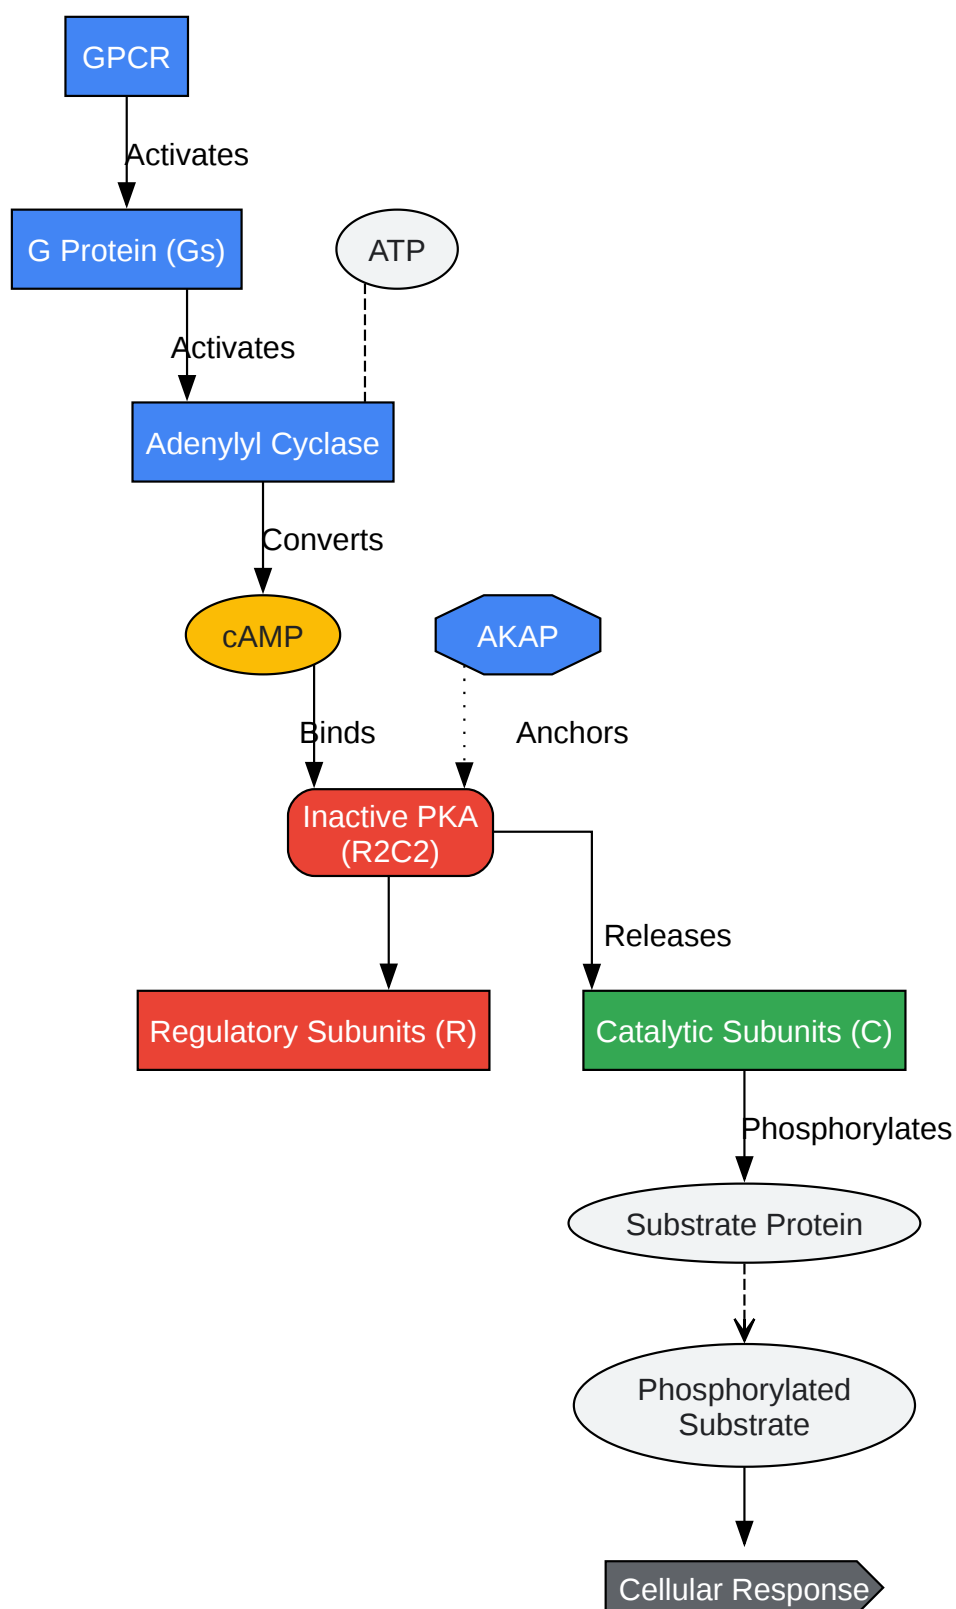 GPCR
Activates
G Protein (Gs)
ATP
Activates
Adenylyl Cyclase
Converts
cAMP
AKAP
Binds
Anchors
Inactive PKA
(R2C2)
Releases
Regulatory Subunits (R)
Catalytic Subunits (C)
Phosphorylates
Substrate Protein
Phosphorylated
Substrate
Cellular Response